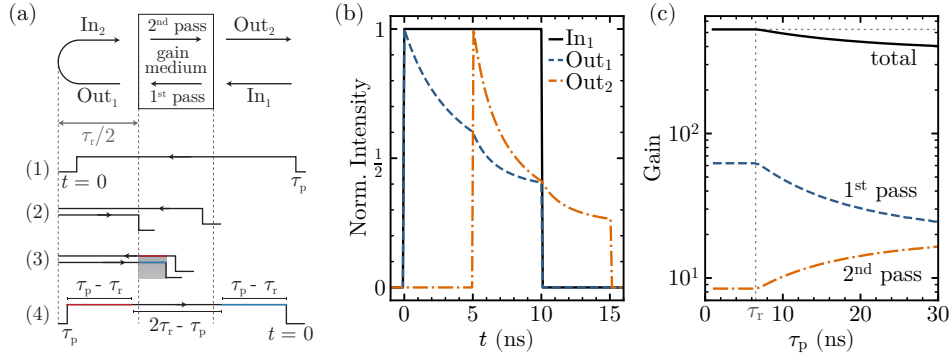 (a)
In₂
2ⁿᵈ pass
Out₂
gain
medium
Out₁
1ˢᵗ pass
In₁
τᵣ/2
(1)
t = 0
τₚ
(2)
(3)
τₚ - τᵣ
τₚ - τᵣ
(4)
τₚ
2τᵣ - τₚ
t = 0
(b)
Norm. Intensity
1
1/2
0
In₁
Out₁
Out₂
0 5 10 15
t (ns)
(c)
Gain
10²
10¹
total
1ˢᵗ pass
2ⁿᵈ pass
0 τᵣ 10 20 30
τₚ (ns)